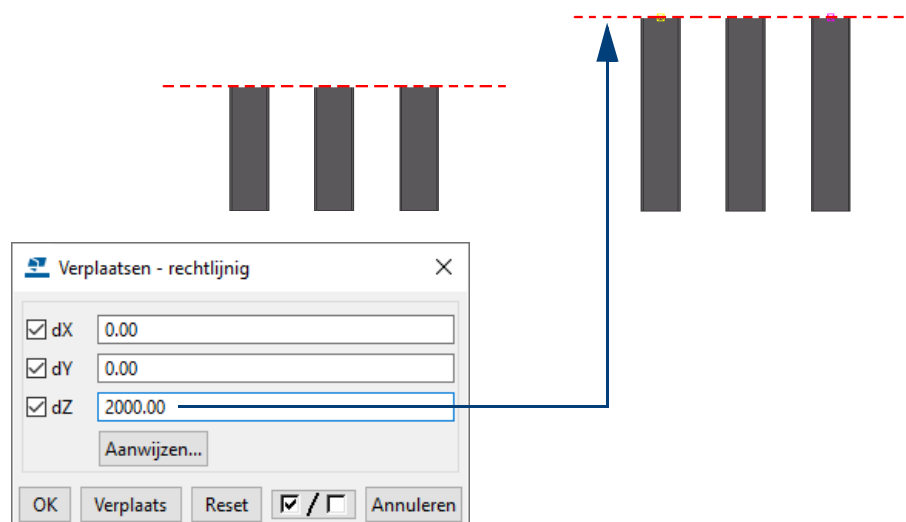 Verplaatsen - rechtlijnig
dX 0.00
dY 0.00
dZ 2000.00
Aanwijzen...
OK Verplaats Reset / Annuleren